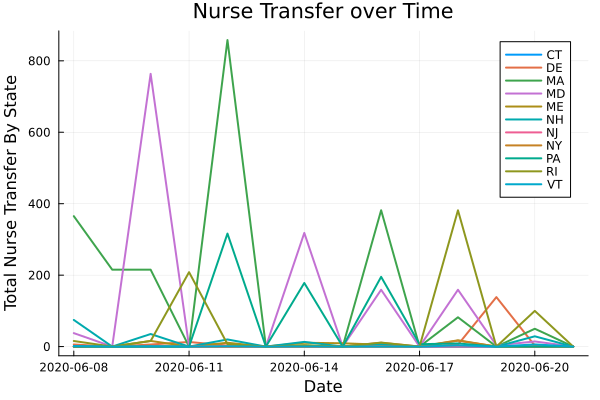 Nurse Transfer over Time
Total Nurse Transfer By State
800
600
400
200
0
CT
DE
MA
MD
ME
NH
NJ
NY
PA
RI
VT
2020-06-08 2020-06-11 2020-06-14 2020-06-17 2020-06-20
Date